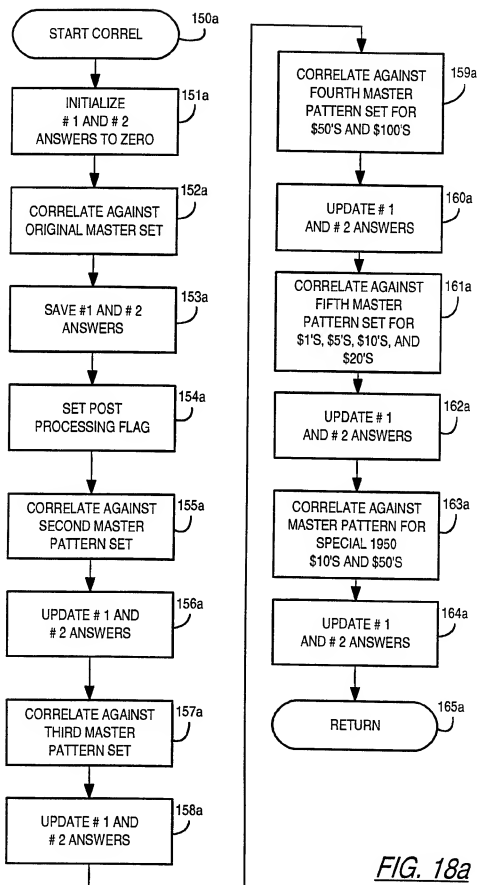 START CORREL
150a
INITIALIZE
# 1 AND # 2
ANSWERS TO ZERO
151a
CORRELATE AGAINST
ORIGINAL MASTER SET
152a
SAVE #1 AND # 2
ANSWERS
153a
SET POST
PROCESSING FLAG
154a
CORRELATE AGAINST
SECOND MASTER
PATTERN SET
155a
UPDATE # 1 AND
# 2 ANSWERS
156a
CORRELATE AGAINST
THIRD MASTER
PATTERN SET
157a
UPDATE # 1 AND
# 2 ANSWERS
158a
CORRELATE AGAINST
FOURTH MASTER
PATTERN SET FOR
$50'S AND $100'S
159a
UPDATE # 1
AND # 2 ANSWERS
160a
CORRELATE AGAINST
FIFTH MASTER
PATTERN SET FOR
$1'S, $5'S, $10'S, AND
$20'S
161a
UPDATE # 1
AND # 2 ANSWERS
162a
CORRELATE AGAINST
MASTER PATTERN FOR
SPECIAL 1950
$10'S AND $50'S
163a
UPDATE # 1
AND # 2 ANSWERS
164a
RETURN
165a
FIG. 18a